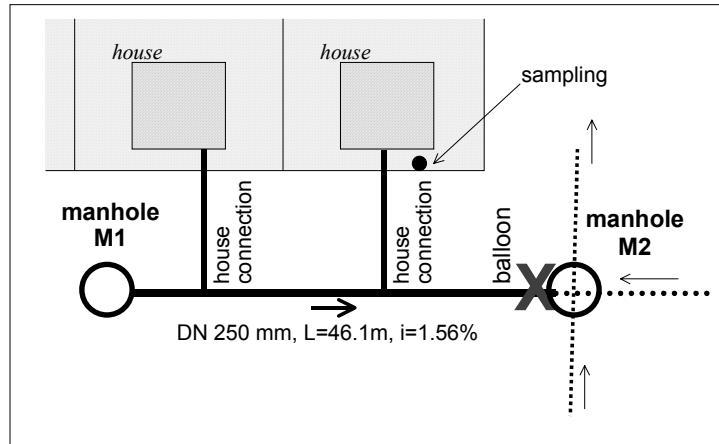 house
house
sampling
manhole
M1
house
connection
house
connection
balloon
X
manhole
M2
DN 250 mm, L=46.1m, i=1.56%